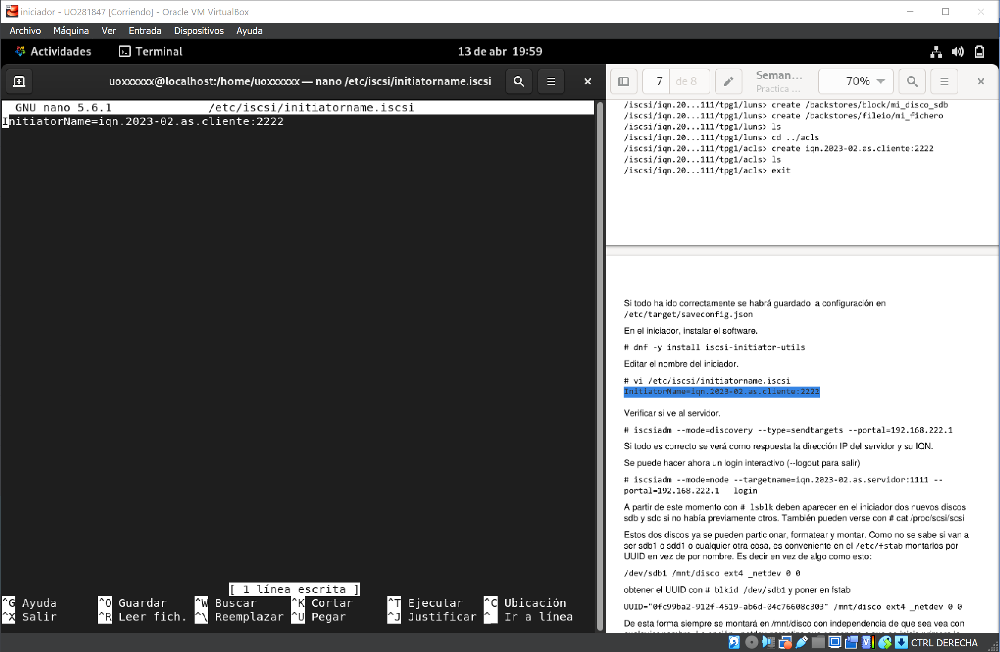 iniciador - UO281847 [Corriendo] - Oracle VM VirtualBox
Archivo Máquina Ver Entrada Dispositivos Ayuda
Actividades Terminal 13 de abr 19:59
uoxxxxxx@localhost:/home/uoxxxxxx — nano /etc/iscsi/initiatorname.iscsi
GNU nano 5.6.1 /etc/iscsi/initiatorname.iscsi
InitiatorName=iqn.2023-02.as.cliente:2222
[ 1 línea escrita ]
^G Ayuda ^O Guardar ^W Buscar ^K Cortar ^T Ejecutar ^C Ubicación
^X Salir ^R Leer fich. ^\ Reemplazar ^U Pegar ^J Justificar ^_ Ir a línea
7 de 8 Seman... 70%
Practica ...
/iscsi/iqn.20...111/tpg1/luns> create /backstores/block/mi_disco_sdb
/iscsi/iqn.20...111/tpg1/luns> create /backstores/fileio/mi_fichero
/iscsi/iqn.20...111/tpg1/luns> ls
/iscsi/iqn.20...111/tpg1/luns> cd ../acls
/iscsi/iqn.20...111/tpg1/acls> create iqn.2023-02.as.cliente:2222
/iscsi/iqn.20...111/tpg1/acls> ls
/iscsi/iqn.20...111/tpg1/acls> exit
Si todo ha ido correctamente se habrá guardado la configuración en
/etc/target/saveconfig.json
En el iniciador, instalar el software.
# dnf -y install iscsi-initiator-utils
Editar el nombre del iniciador.
# vi /etc/iscsi/initiatorname.iscsi
InitiatorName=iqn.2023-02.as.cliente:2222
Verificar si ve al servidor.
# iscsiadm --mode=discovery --type=sendtargets --portal=192.168.222.1
Si todo es correcto se verá como respuesta la dirección IP del servidor y su IQN.
Se puede hacer ahora un login interactivo (--logout para salir)
# iscsiadm --mode=node --targetname=iqn.2023-02.as.servidor:1111 --
portal=192.168.222.1 --login
A partir de este momento con # lsblk deben aparecer en el iniciador dos nuevos discos
sdb y sdc si no había previamente otros. También pueden verse con # cat /proc/scsi/scsi
Estos dos discos ya se pueden particionar, formatear y montar. Como no se sabe si van a
ser sdb1 o sdd1 o cualquier otra cosa, es conveniente en el /etc/fstab montarlos por
UUID en vez de por nombre. Es decir en vez de algo como esto:
/dev/sdb1 /mnt/disco ext4 _netdev 0 0
obtener el UUID con # blkid /dev/sdb1 y poner en fstab
UUID="0fc99ba2-912f-4519-ab6d-04c76608c303" /mnt/disco ext4 _netdev 0 0
De esta forma siempre se montará en /mnt/disco con independencia de que sea vea con
CTRL DERECHA